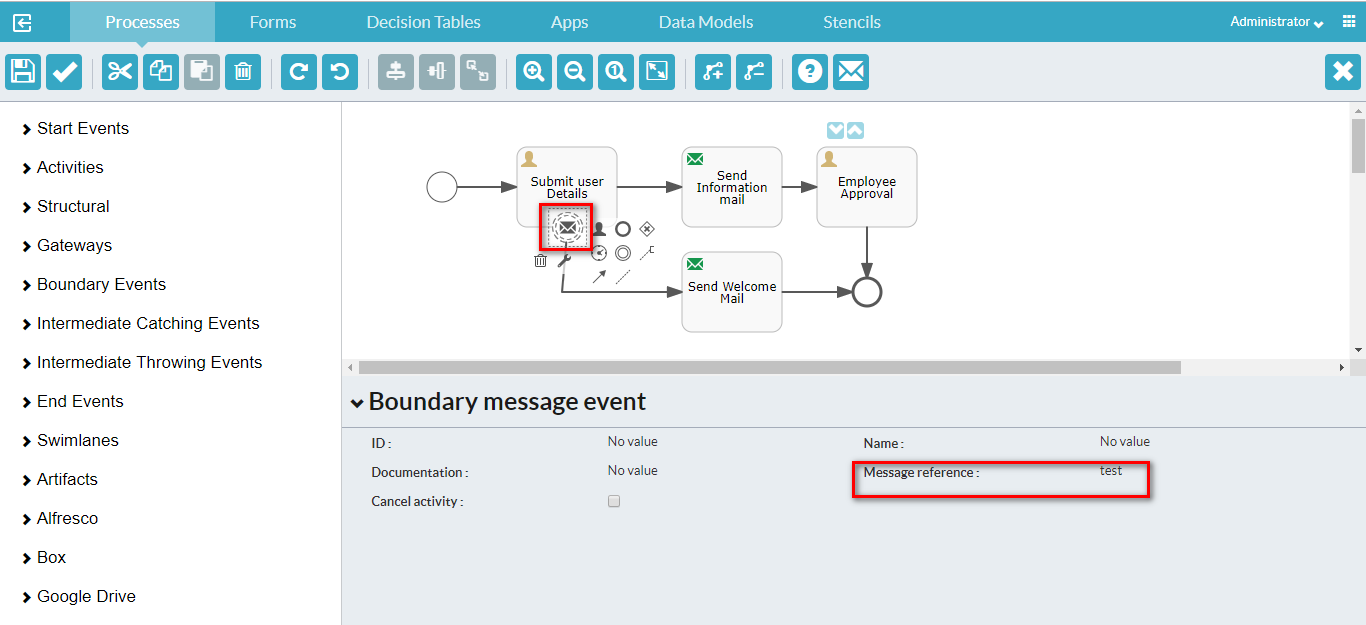 Processes
Forms
Decision Tables
Apps
Data Models
Stencils
Administrator
Start Events
Activities
Structural
Gateways
Boundary Events
Intermediate Catching Events
Intermediate Throwing Events
End Events
Swimlanes
Artifacts
Alfresco
Box
Google Drive
Submit user
Details
Send
Information
mail
Employee
Approval
Send Welcome
Mail
Boundary message event
ID : No value
Name : No value
Documentation : No value
Message reference : test
Cancel activity :